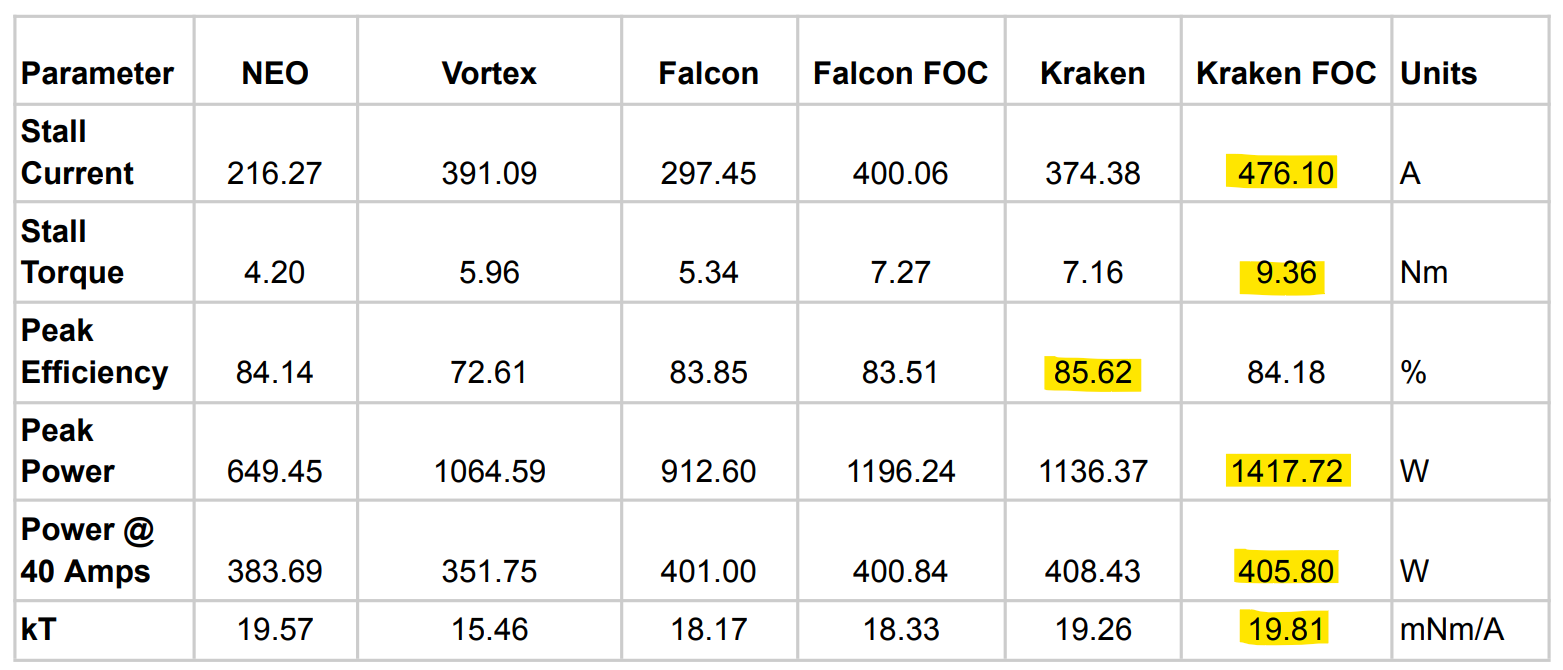 Parameter NEO Vortex Falcon Falcon FOC Kraken Kraken FOC Units
Stall
Current 216.27 391.09 297.45 400.06 374.38 476.10 A
Stall
Torque 4.20 5.96 5.34 7.27 7.16 9.36 Nm
Peak
Efficiency 84.14 72.61 83.85 83.51 85.62 84.18 %
Peak
Power 649.45 1064.59 912.60 1196.24 1136.37 1417.72 W
Power @
40 Amps 383.69 351.75 401.00 400.84 408.43 405.80 W
kT 19.57 15.46 18.17 18.33 19.26 19.81 mNm/A